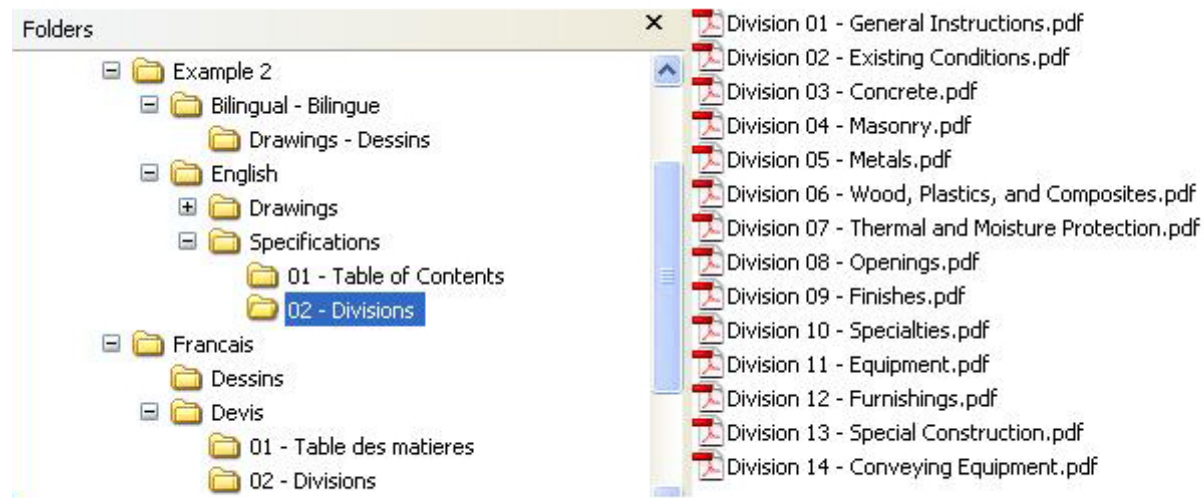 Folders
Example 2
Bilingual - Bilingue
Drawings - Dessins
English
Drawings
Specifications
01 - Table of Contents
02 - Divisions
Francais
Dessins
Devis
01 - Table des matieres
02 - Divisions
Division 01 - General Instructions.pdf
Division 02 - Existing Conditions.pdf
Division 03 - Concrete.pdf
Division 04 - Masonry.pdf
Division 05 - Metals.pdf
Division 06 - Wood, Plastics, and Composites.pdf
Division 07 - Thermal and Moisture Protection.pdf
Division 08 - Openings.pdf
Division 09 - Finishes.pdf
Division 10 - Specialties.pdf
Division 11 - Equipment.pdf
Division 12 - Furnishings.pdf
Division 13 - Special Construction.pdf
Division 14 - Conveying Equipment.pdf